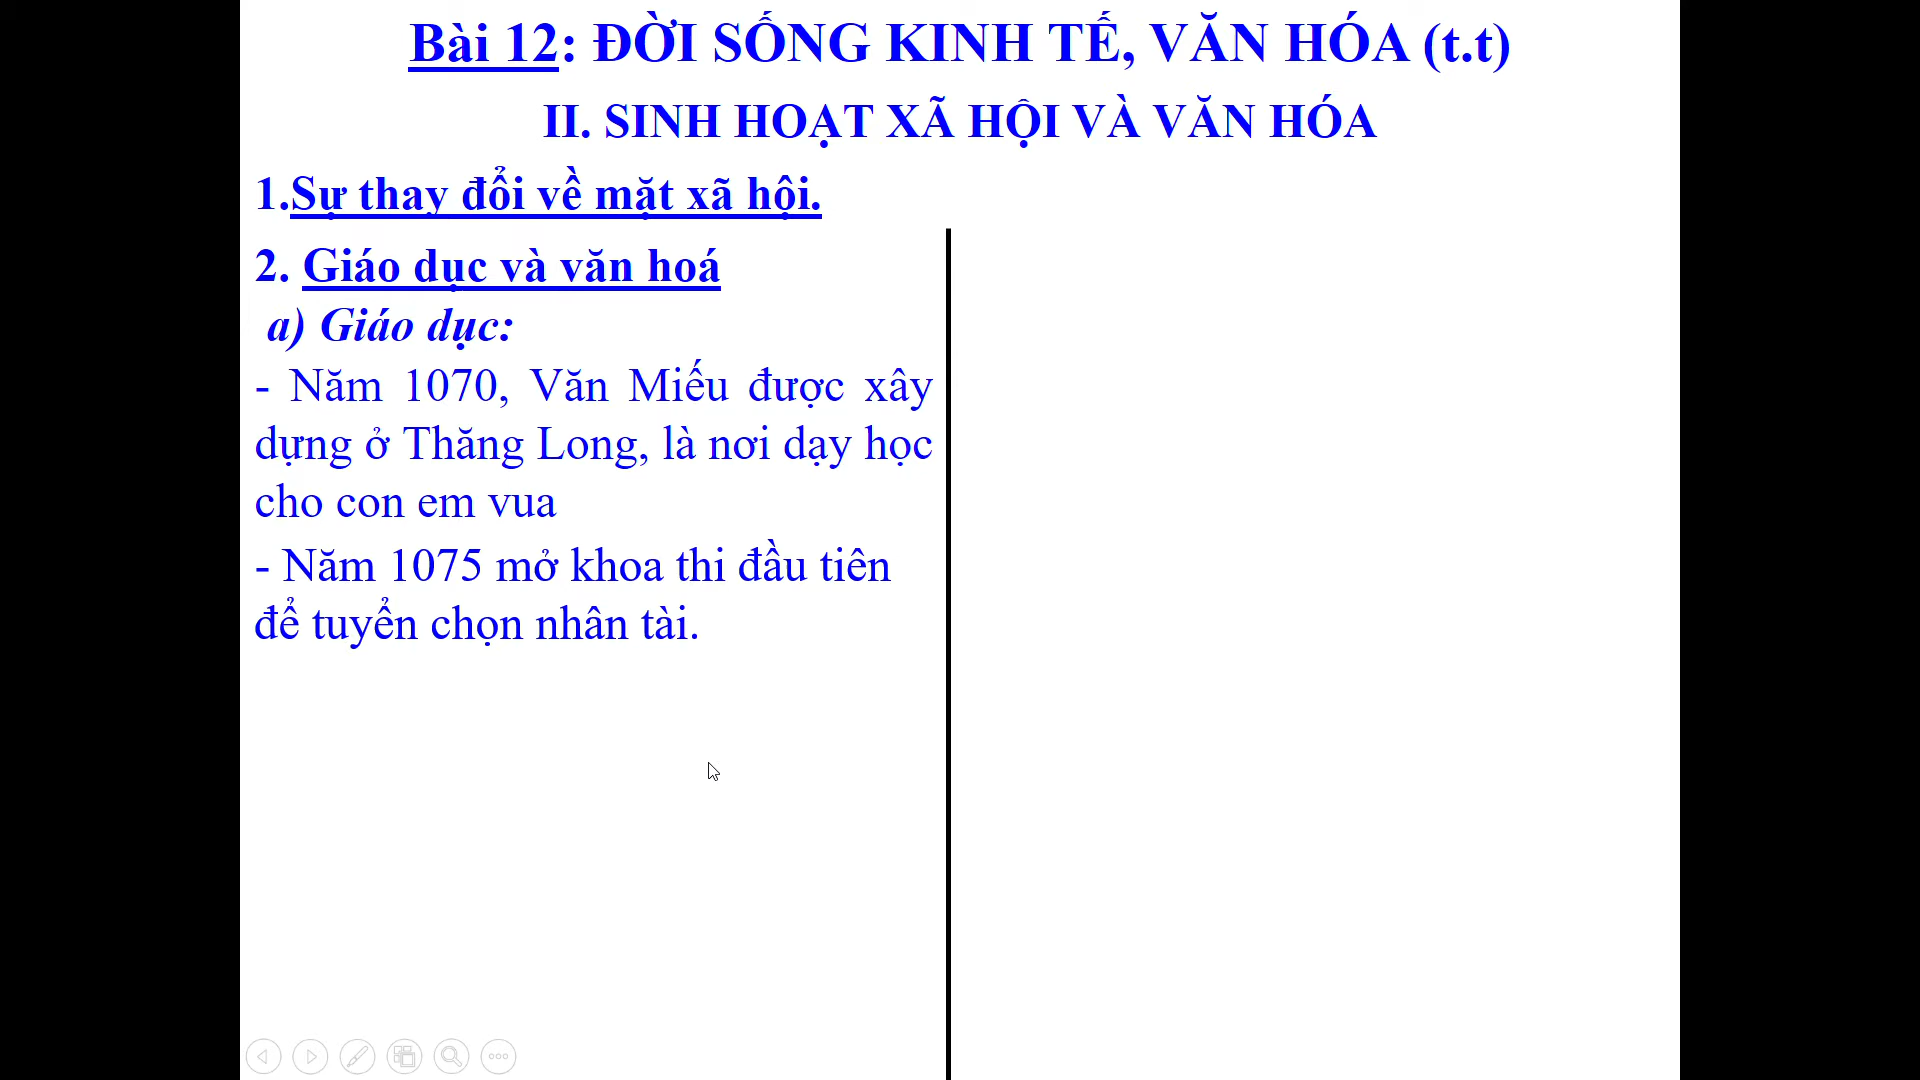 Bài 12: ĐỜI SỐNG KINH TẾ, VĂN HÓA (t.t)
II. SINH HOẠT XÃ HỘI VÀ VĂN HÓA
1.Sự thay đổi về mặt xã hội.
2. Giáo dục và văn hoá
a) Giáo dục:
- Năm 1070, Văn Miếu được xây
dựng ở Thăng Long, là nơi dạy học
cho con em vua
- Năm 1075 mở khoa thi đầu tiên
để tuyển chọn nhân tài.